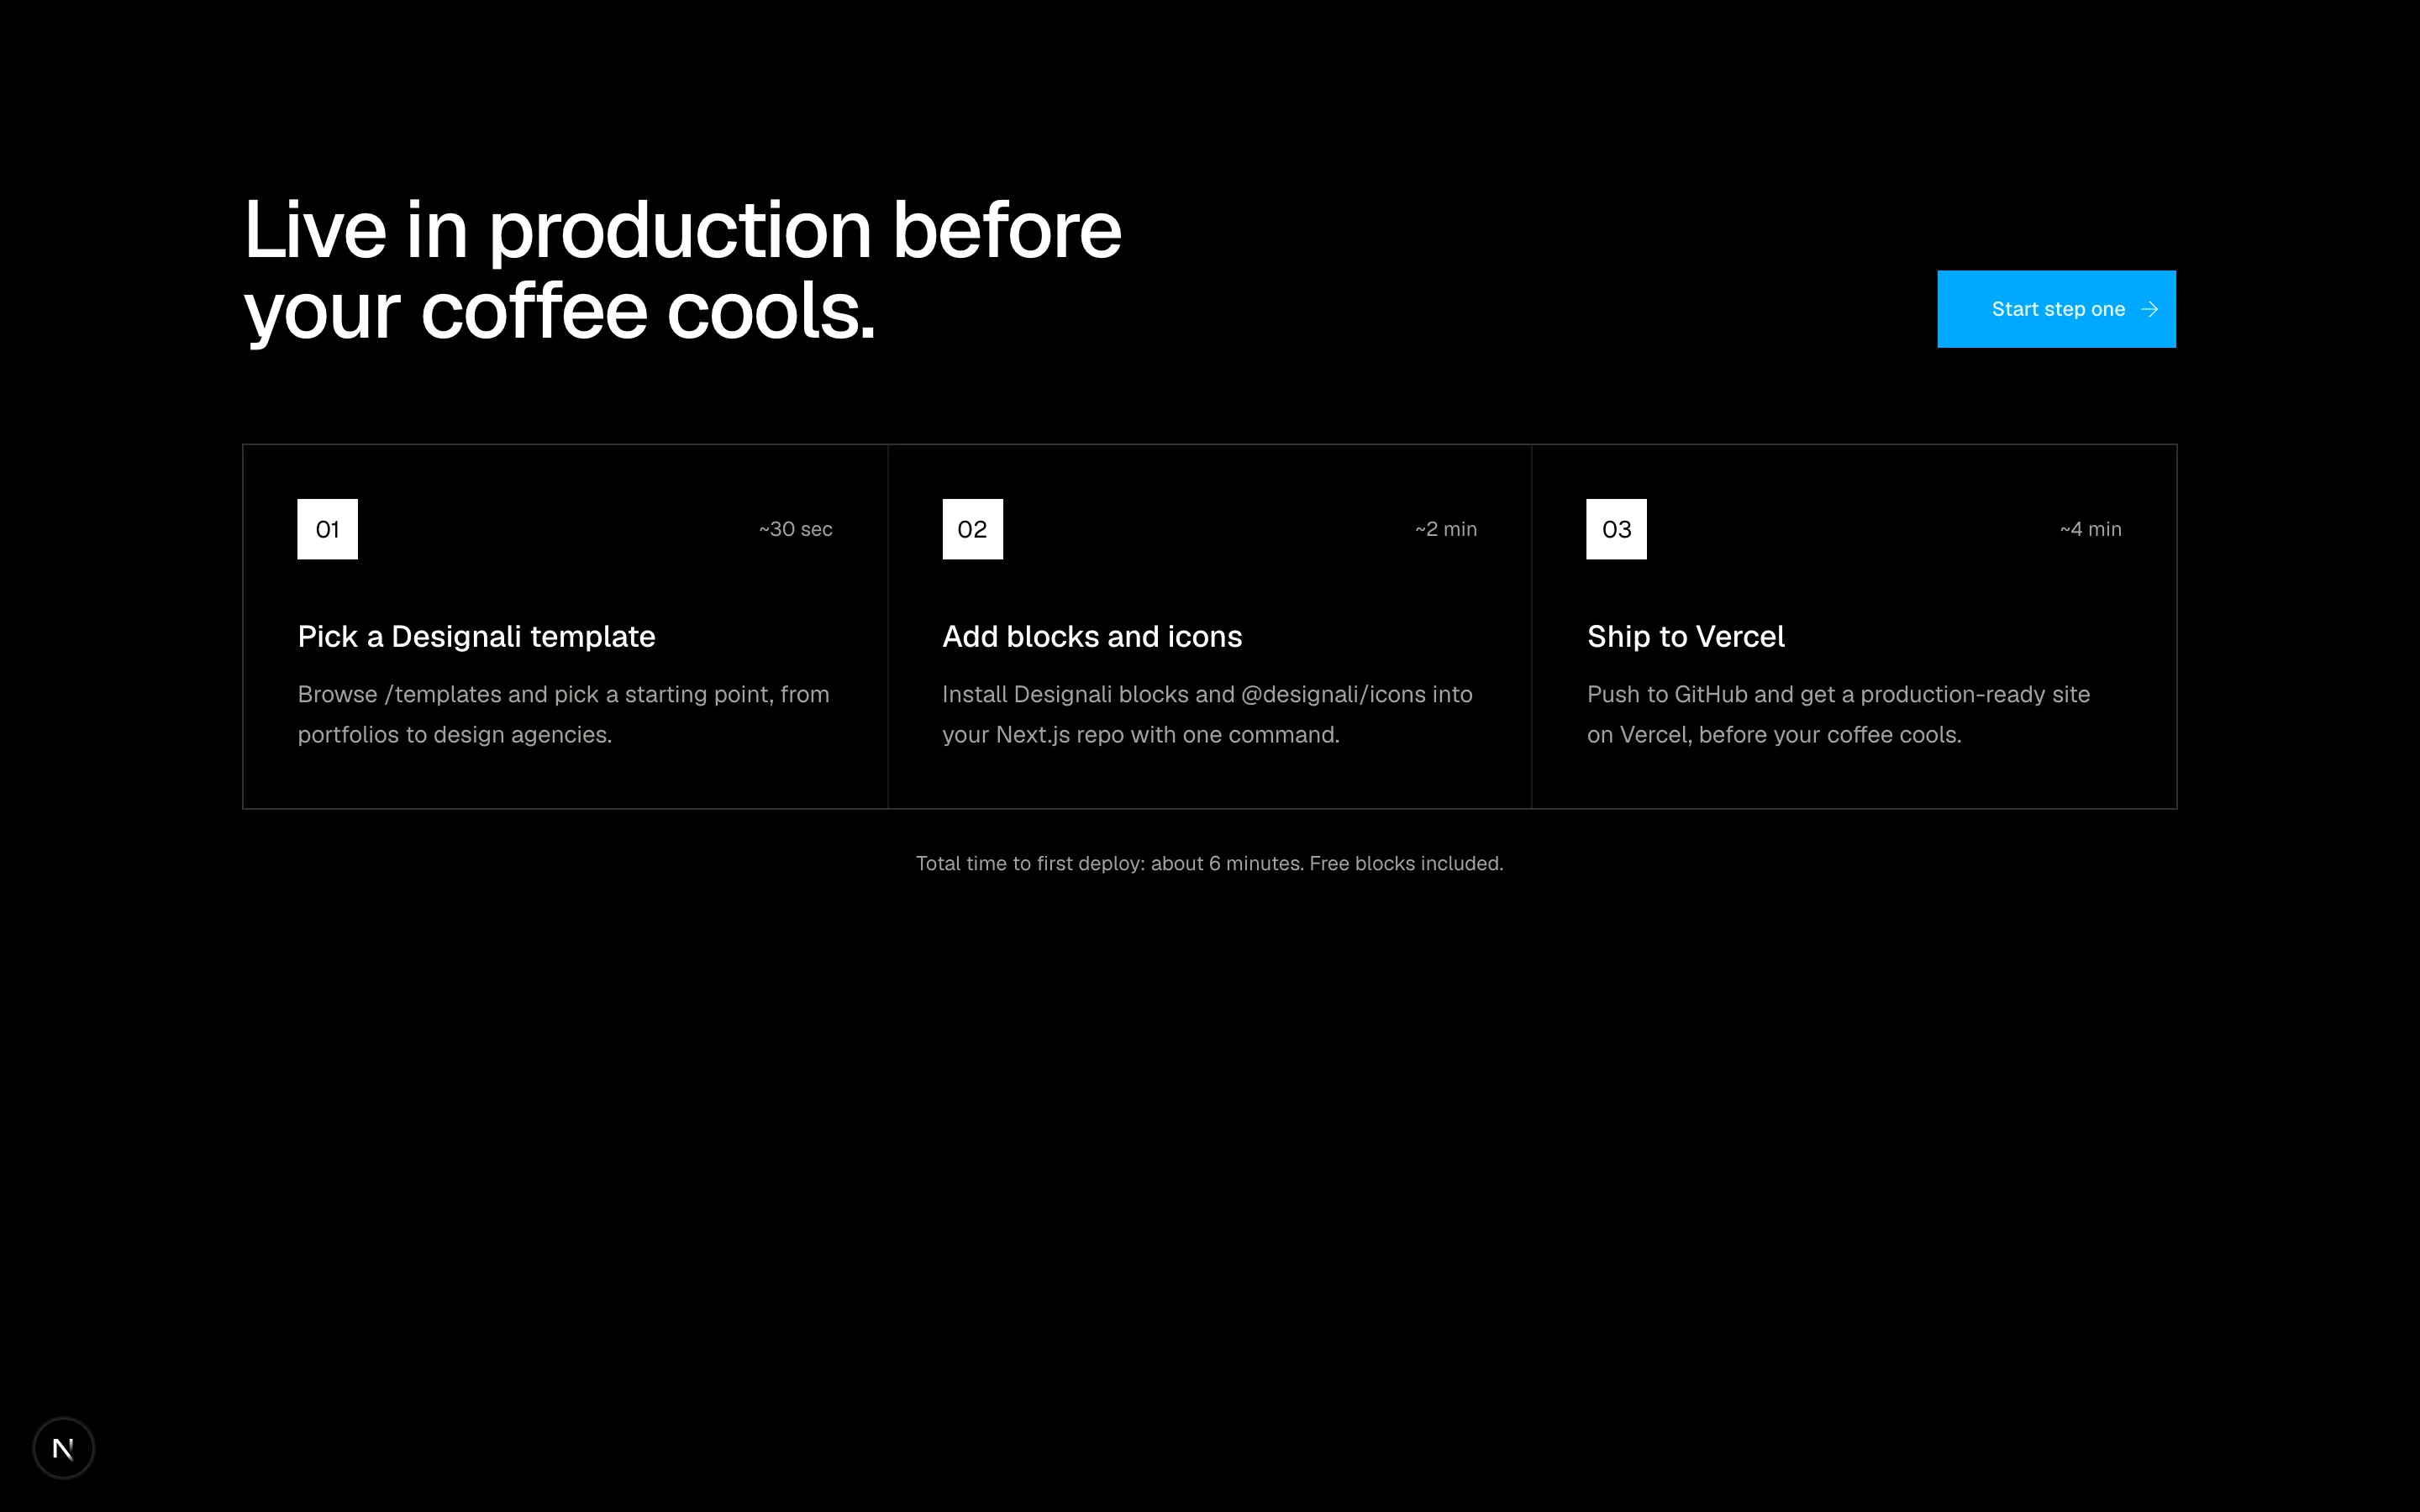 Live in production before
your coffee cools.
Start step one
01
~30 sec
Pick a Designali template
Browse /templates and pick a starting point, from
portfolios to design agencies.
02
~2 min
Add blocks and icons
Install Designali blocks and @designali/icons into
your Next.js repo with one command.
03
~4 min
Ship to Vercel
Push to GitHub and get a production-ready site
on Vercel, before your coffee cools.
Total time to first deploy: about 6 minutes. Free blocks included.
N